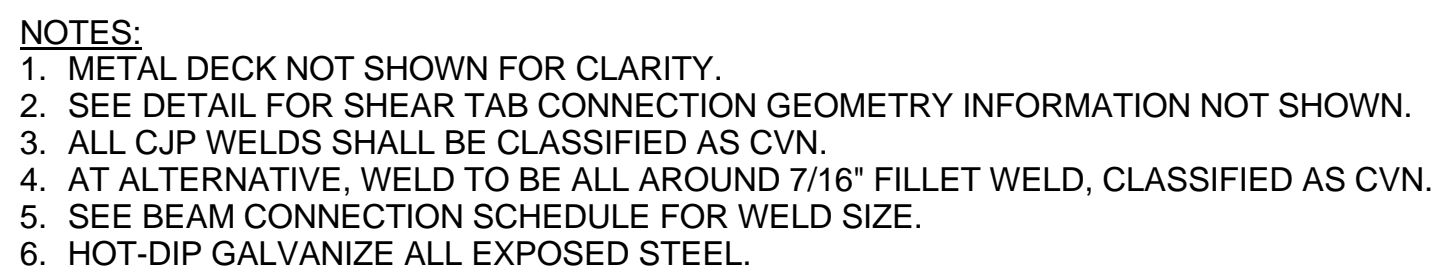 NOTES:
1. METAL DECK NOT SHOWN FOR CLARITY.
2. SEE DETAIL FOR SHEAR TAB CONNECTION GEOMETRY INFORMATION NOT SHOWN.
3. ALL CJP WELDS SHALL BE CLASSIFIED AS CVN.
4. AT ALTERNATIVE, WELD TO BE ALL AROUND 7/16" FILLET WELD, CLASSIFIED AS CVN.
5. SEE BEAM CONNECTION SCHEDULE FOR WELD SIZE.
6. HOT-DIP GALVANIZE ALL EXPOSED STEEL.